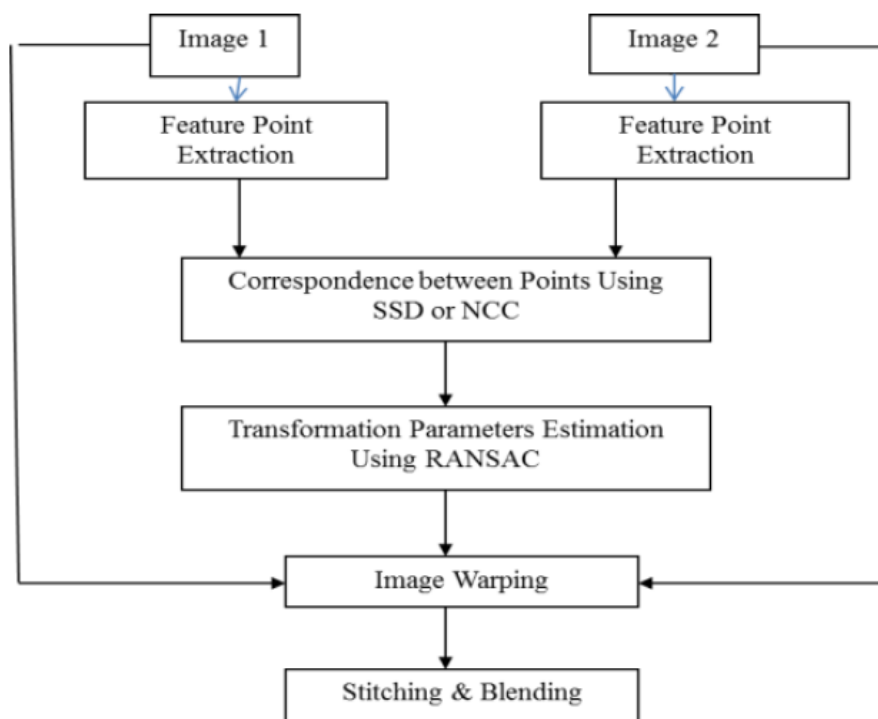 Image 1
Image 2
Feature Point
Extraction
Feature Point
Extraction
Correspondence between Points Using
SSD or NCC
Transformation Parameters Estimation
Using RANSAC
Image Warping
Stitching & Blending